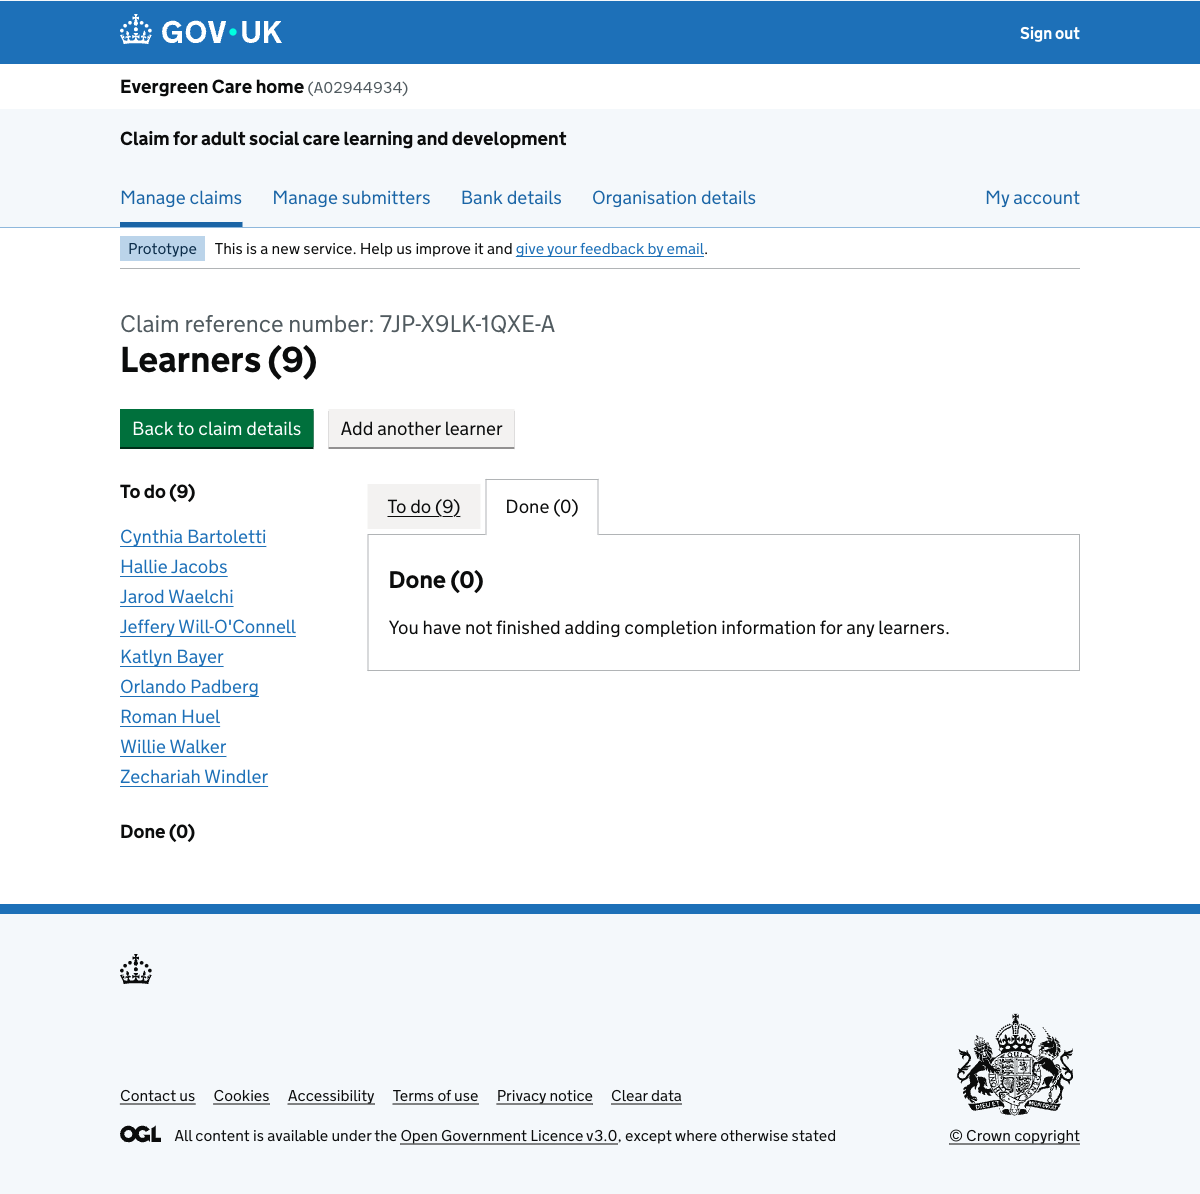 GOV•UK
Sign out
Evergreen Care home (A02944934)
Claim for adult social care learning and development
Manage claims Manage submitters Bank details Organisation details My account
Prototype This is a new service. Help us improve it and give your feedback by email.
Claim reference number: 7JP-X9LK-1QXE-A
Learners (9)
Back to claim details Add another learner
To do (9)
Cynthia Bartoletti
Hallie Jacobs
Jarod Waelchi
Jeffery Will-O'Connell
Katlyn Bayer
Orlando Padberg
Roman Huel
Willie Walker
Zechariah Windler
Done (0)
To do (9) Done (0)
Done (0)
You have not finished adding completion information for any learners.
Contact us Cookies Accessibility Terms of use Privacy notice Clear data
OGL All content is available under the Open Government Licence v3.0, except where otherwise stated
© Crown copyright